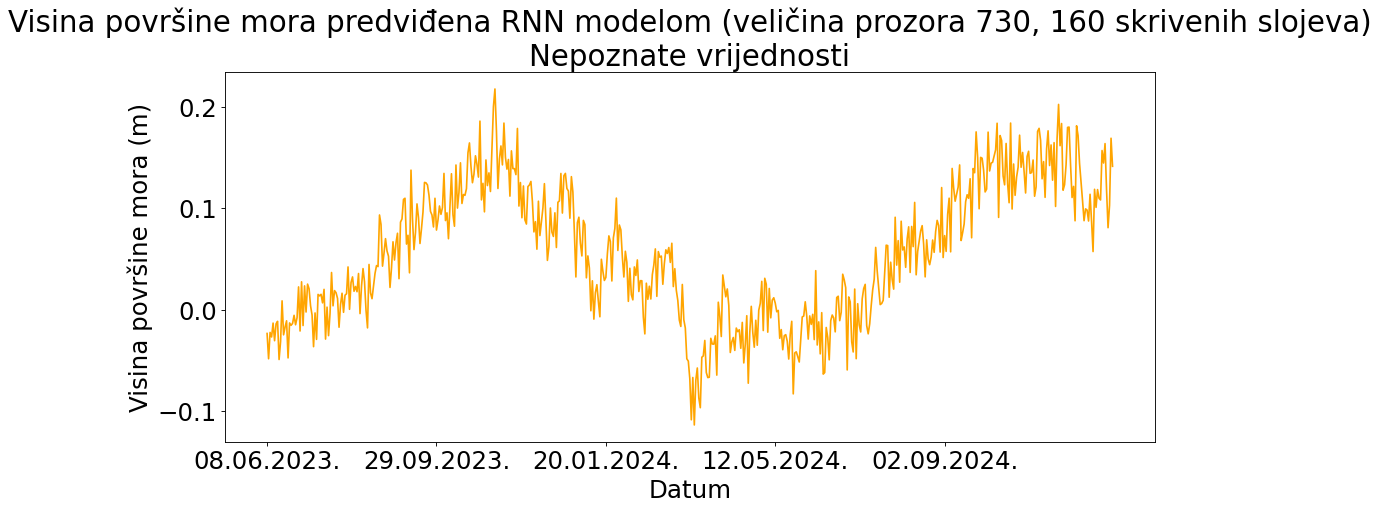 Visina površine mora predviđena RNN modelom (veličina prozora 730, 160 skrivenih slojeva)
Nepoznate vrijednosti
Visina površine mora (m)
0.2
0.1
0.0
−0.1
08.06.2023. 29.09.2023. 20.01.2024. 12.05.2024. 02.09.2024.
Datum